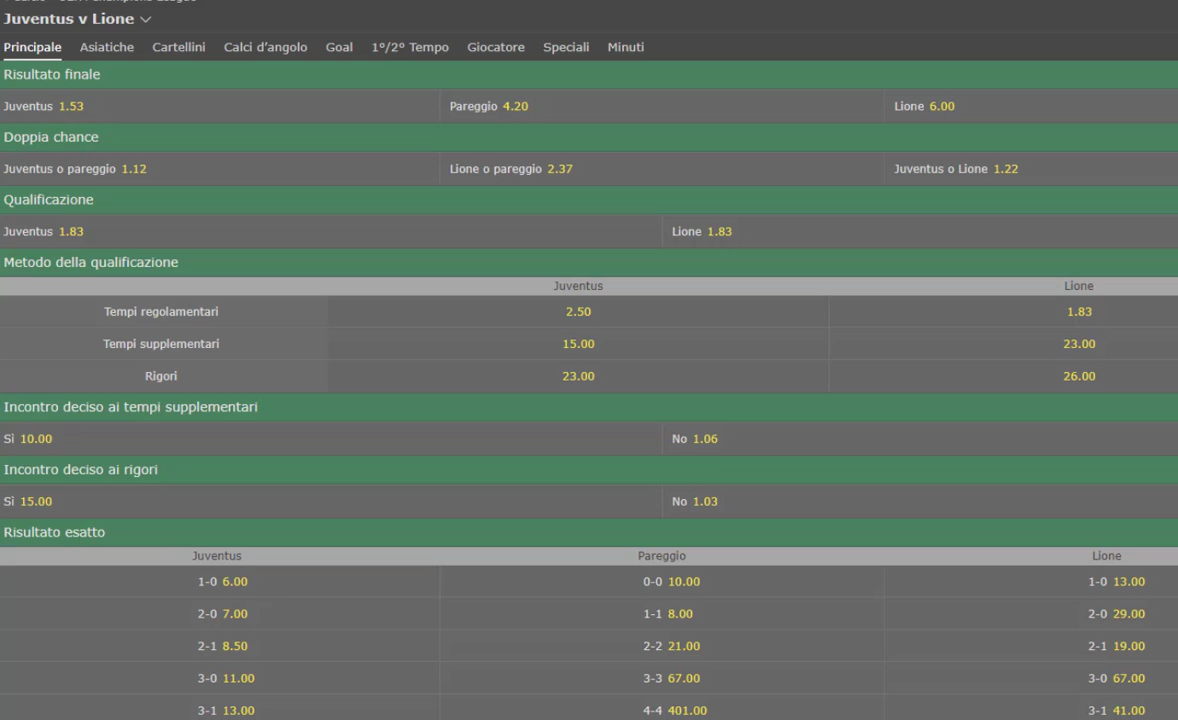 Juventus v Lione
Principale Asiatiche Cartellini Calci d'angolo Goal 1°/2° Tempo Giocatore Speciali Minuti
Risultato finale
Juventus 1.53 Pareggio 4.20 Lione 6.00
Doppia chance
Juventus o pareggio 1.12 Lione o pareggio 2.37 Juventus o Lione 1.22
Qualificazione
Juventus 1.83 Lione 1.83
Metodo della qualificazione
Juventus Lione
Tempi regolamentari 2.50 1.83
Tempi supplementari 15.00 23.00
Rigori 23.00 26.00
Incontro deciso ai tempi supplementari
Sì 10.00 No 1.06
Incontro deciso ai rigori
Sì 15.00 No 1.03
Risultato esatto
Juventus Pareggio Lione
1-0 6.00 0-0 10.00 1-0 13.00
2-0 7.00 1-1 8.00 2-0 29.00
2-1 8.50 2-2 21.00 2-1 19.00
3-0 11.00 3-3 67.00 3-0 67.00
3-1 13.00 4-4 401.00 3-1 41.00